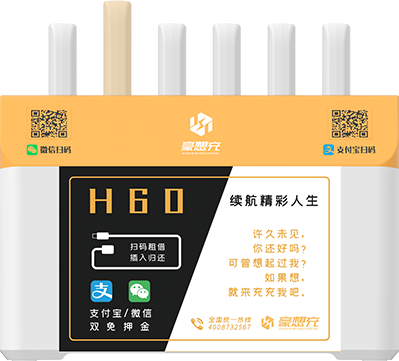 豪想充
微信扫码
支付宝扫码
H60
续航精彩人生
扫码租借
插入归还
许久未见，
你还好吗？
可曾想起过我？
如果想，
就来充充我吧。
支
支付宝/微信
双免押金
全国统一热线
4008732567
豪想充